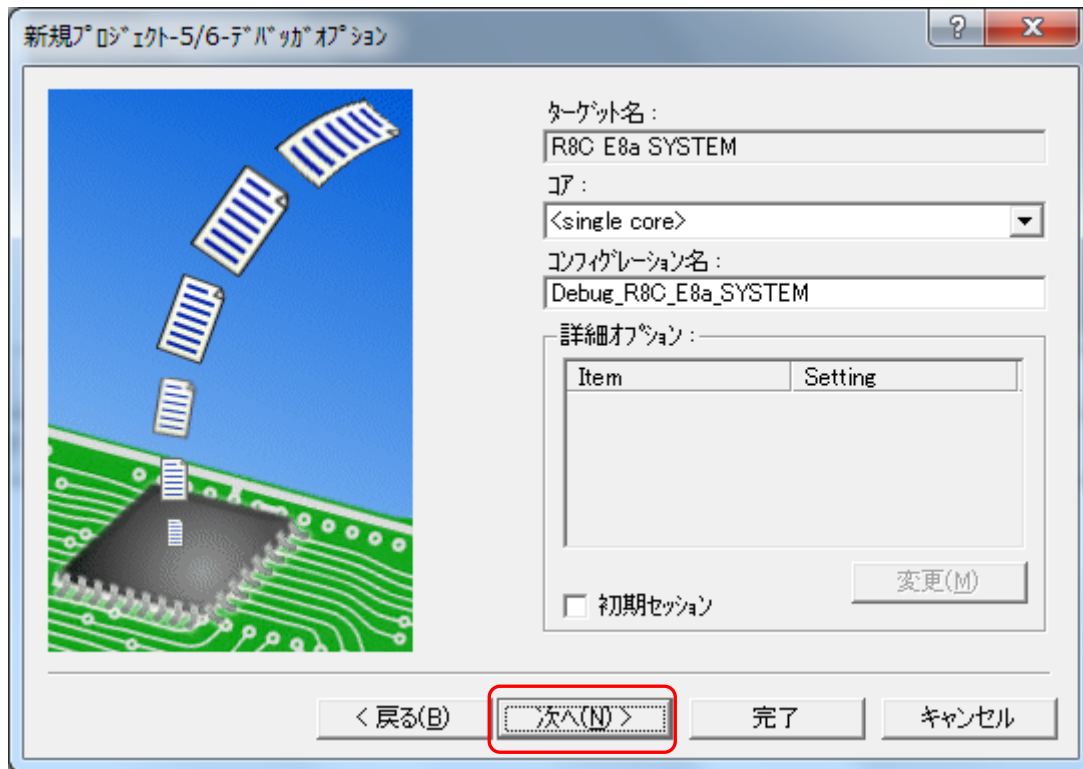 新規ﾌﾟﾛｼﾞｪｸﾄ-5/6-ﾃﾞﾊﾞｯｶﾞｵﾌﾟｼｮﾝ
ﾀｰｹﾞｯﾄ名 :
R8C E8a SYSTEM
ｺｱ :
<single core>
ｺﾝﾌｨｸﾞﾚｰｼｮﾝ名 :
Debug_R8C_E8a_SYSTEM
詳細ｵﾌﾟｼｮﾝ :
Item Setting
変更(M)
初期ｾｯｼｮﾝ
< 戻る(B) 次へ(N) > 完了 キャンセル